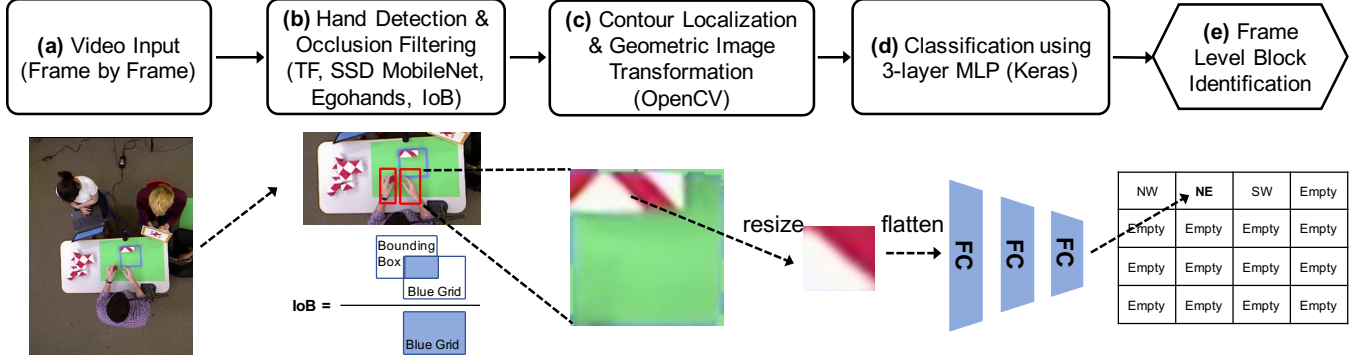 (a) Video Input
(Frame by Frame)
(b) Hand Detection &
Occlusion Filtering
(TF, SSD MobileNet,
Egohands, IoB)
(c) Contour Localization
& Geometric Image
Transformation
(OpenCV)
(d) Classification using
3-layer MLP (Keras)
(e) Frame
Level Block
Identification
Bounding
Box
Blue Grid
IoB =
Blue Grid
resize
flatten
FC
FC
FC
NW NE SW Empty
Empty Empty Empty Empty
Empty Empty Empty Empty
Empty Empty Empty Empty